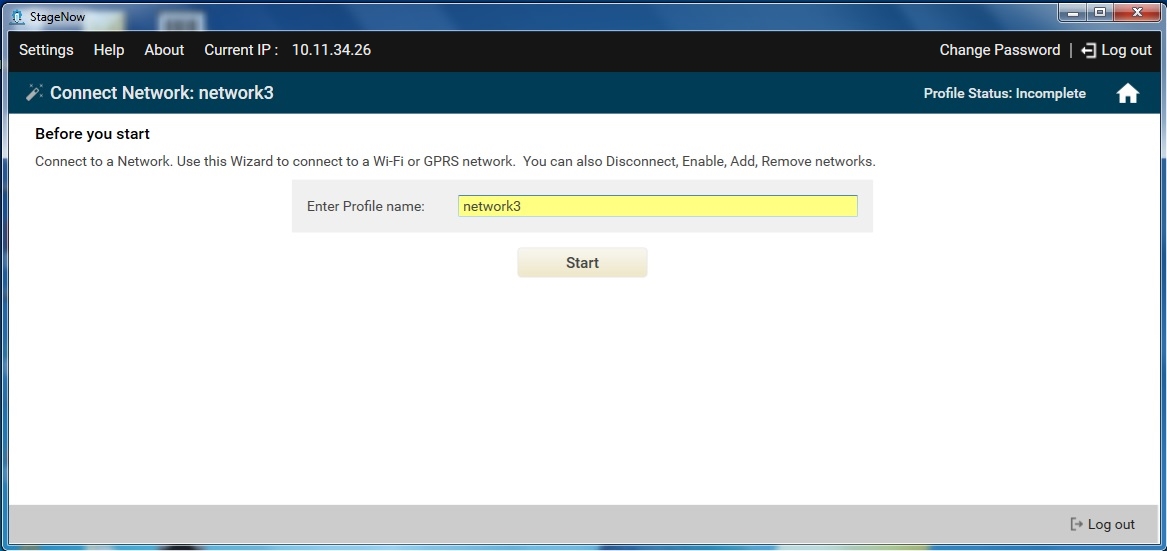 StageNow
Settings Help About Current IP : 10.11.34.26 Change Password | Log out
Connect Network: network3 Profile Status: Incomplete
Before you start
Connect to a Network. Use this Wizard to connect to a Wi-Fi or GPRS network. You can also Disconnect, Enable, Add, Remove networks.
Enter Profile name: network3
Start
Log out